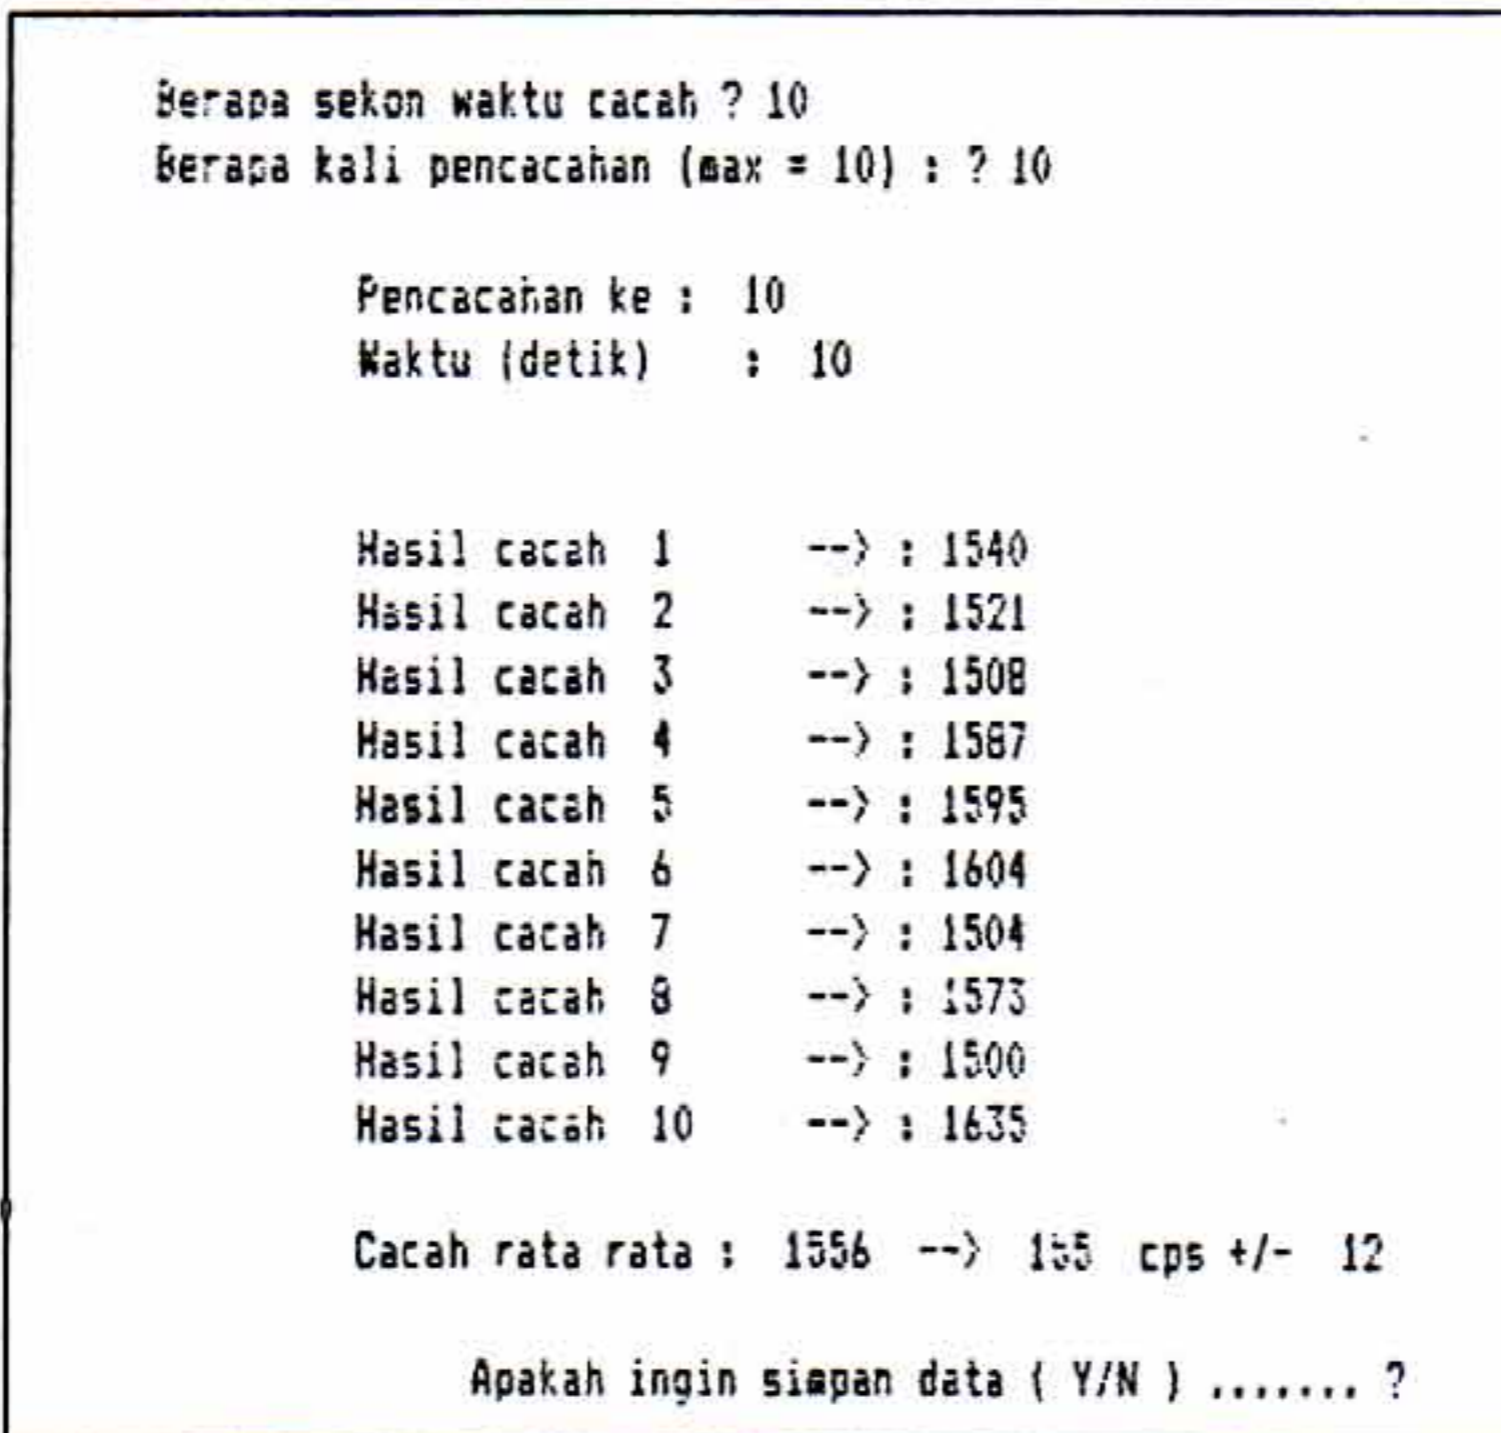 Berapa sekon waktu cacah ? 10
Berapa kali pencacahan (max = 10) : ? 10
Pencacahan ke : 10
Waktu (detik) : 10
Hasil cacah 1 --> : 1540
Hasil cacah 2 --> : 1521
Hasil cacah 3 --> : 1508
Hasil cacah 4 --> : 1587
Hasil cacah 5 --> : 1595
Hasil cacah 6 --> : 1604
Hasil cacah 7 --> : 1504
Hasil cacah 8 --> : 1573
Hasil cacah 9 --> : 1500
Hasil cacah 10 --> : 1635
Cacah rata rata : 1556 --> 155 cps +/- 12
Apakah ingin simpan data ( Y/N ) ....... ?